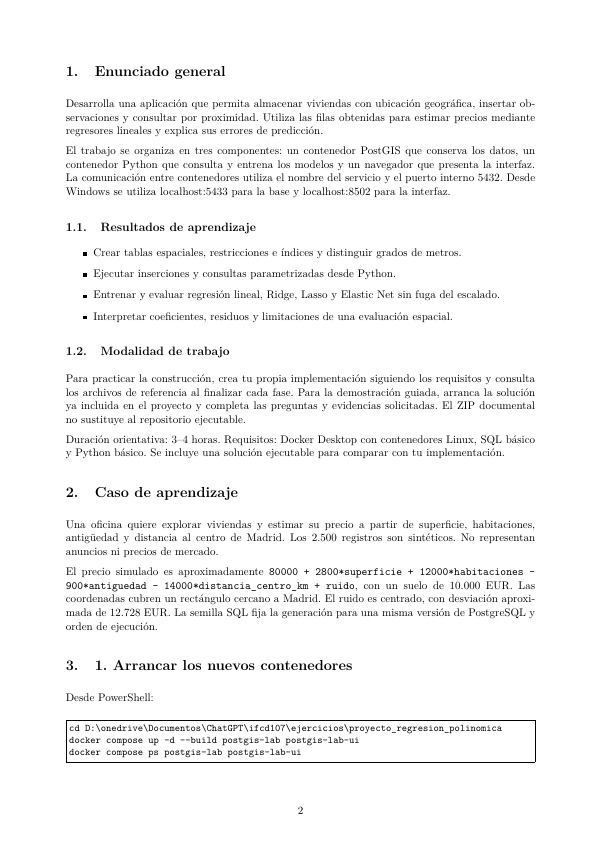 1. Enunciado general
Desarrolla una aplicación que permita almacenar viviendas con ubicación geográfica, insertar ob-
servaciones y consultar por proximidad. Utiliza las filas obtenidas para estimar precios mediante
regresores lineales y explica sus errores de predicción.
El trabajo se organiza en tres componentes: un contenedor PostGIS que conserva los datos, un
contenedor Python que consulta y entrena los modelos y un navegador que presenta la interfaz.
La comunicación entre contenedores utiliza el nombre del servicio y el puerto interno 5432. Desde
Windows se utiliza localhost:5433 para la base y localhost:8502 para la interfaz.
1.1. Resultados de aprendizaje
▪ Crear tablas espaciales, restricciones e índices y distinguir grados de metros.
▪ Ejecutar inserciones y consultas parametrizadas desde Python.
▪ Entrenar y evaluar regresión lineal, Ridge, Lasso y Elastic Net sin fuga del escalado.
▪ Interpretar coeficientes, residuos y limitaciones de una evaluación espacial.
1.2. Modalidad de trabajo
Para practicar la construcción, crea tu propia implementación siguiendo los requisitos y consulta
los archivos de referencia al finalizar cada fase. Para la demostración guiada, arranca la solución
ya incluida en el proyecto y completa las preguntas y evidencias solicitadas. El ZIP documental
no sustituye al repositorio ejecutable.
Duración orientativa: 3–4 horas. Requisitos: Docker Desktop con contenedores Linux, SQL básico
y Python básico. Se incluye una solución ejecutable para comparar con tu implementación.
2. Caso de aprendizaje
Una oficina quiere explorar viviendas y estimar su precio a partir de superficie, habitaciones,
antigüedad y distancia al centro de Madrid. Los 2.500 registros son sintéticos. No representan
anuncios ni precios de mercado.
El precio simulado es aproximadamente 80000 + 2800*superficie + 12000*habitaciones -
900*antiguedad - 14000*distancia_centro_km + ruido, con un suelo de 10.000 EUR. Las
coordenadas cubren un rectángulo cercano a Madrid. El ruido es centrado, con desviación aproxi-
mada de 12.728 EUR. La semilla SQL fija la generación para una misma versión de PostgreSQL y
orden de ejecución.
3. 1. Arrancar los nuevos contenedores
Desde PowerShell:
cd D:\onedrive\Documentos\ChatGPT\ifcd107\ejercicios\proyecto_regresion_polinomica
docker compose up -d --build postgis-lab postgis-lab-ui
docker compose ps postgis-lab postgis-lab-ui
2